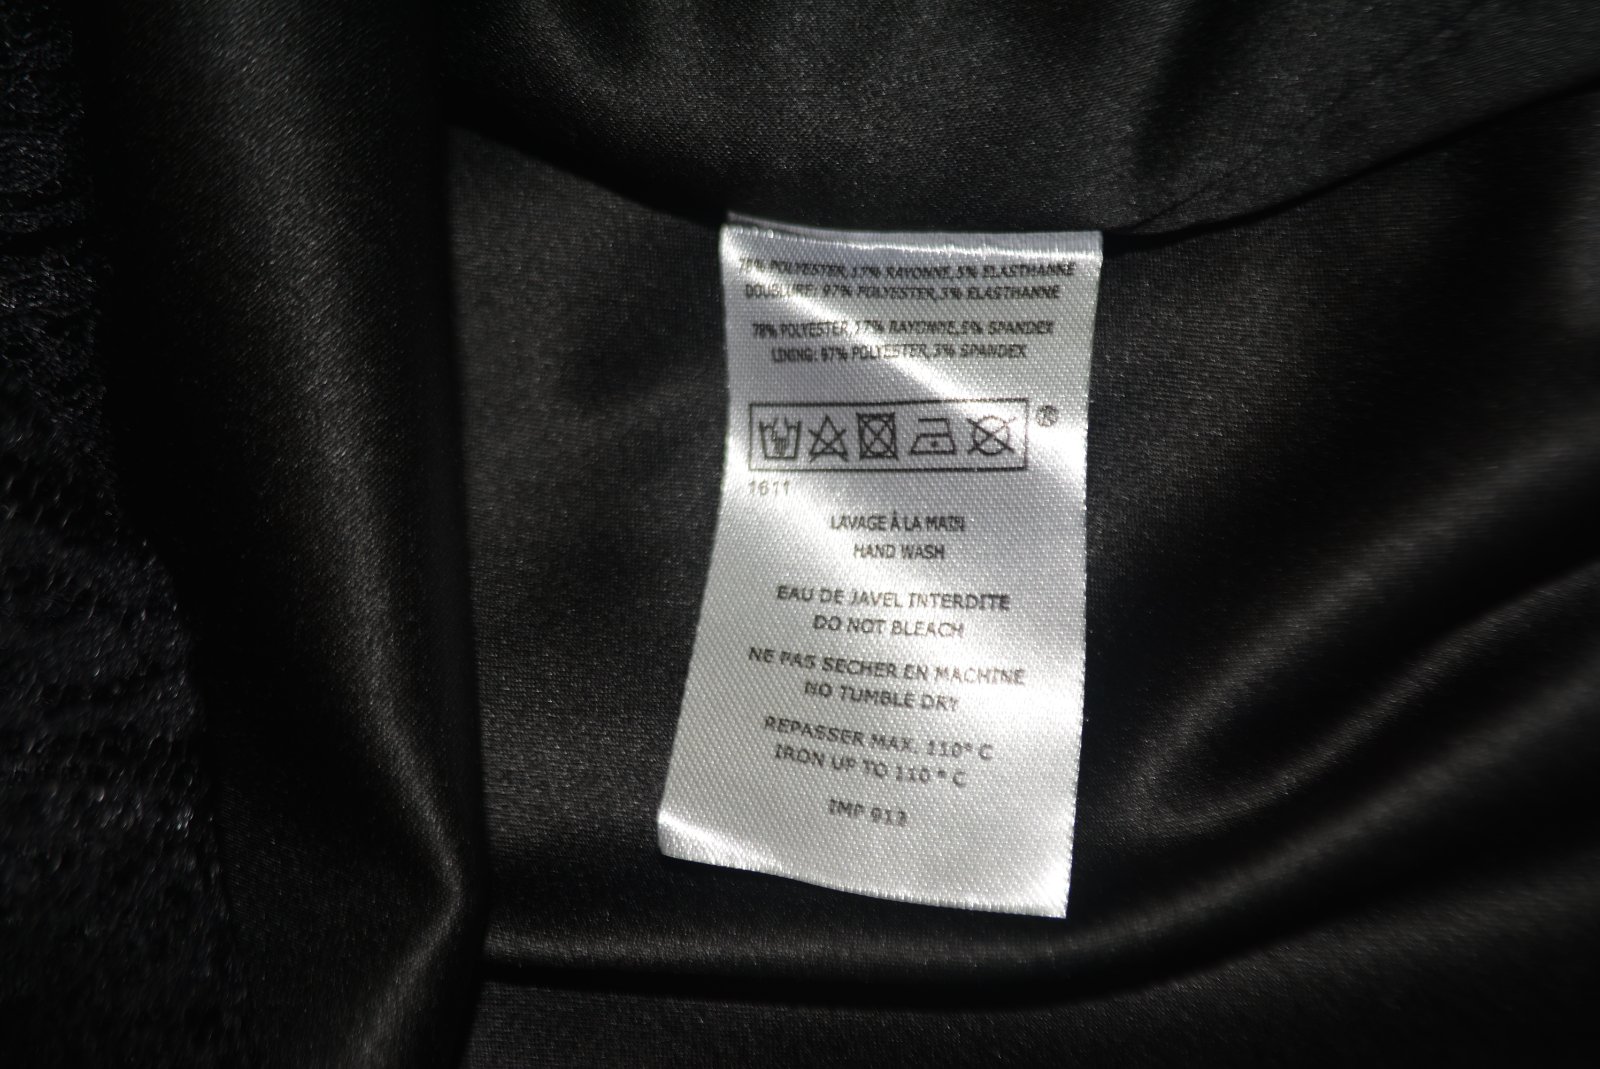 78% POLYESTER, 17% RAYONNE, 5% ELASTHANNE
DOUBLURE: 97% POLYESTER, 3% ELASTHANNE
78% POLYESTER, 17% RAYONNE, 5% SPANDEX
LINING: 97% POLYESTER, 3% SPANDEX
1611
LAVAGE À LA MAIN
HAND WASH
EAU DE JAVEL INTERDITE
DO NOT BLEACH
NE PAS SECHER EN MACHINE
NO TUMBLE DRY
REPASSER MAX. 110° C
IRON UP TO 110 ° C
IMP 913